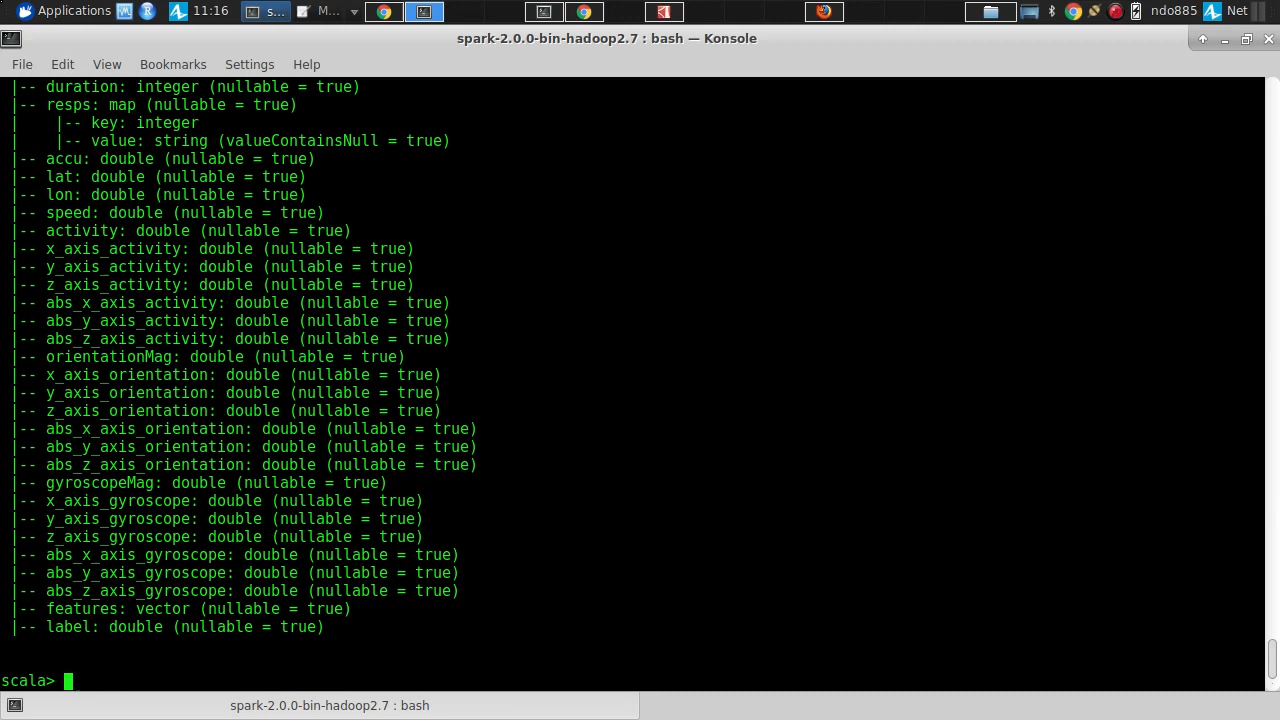 Applications 11:16 s... M... ndo885 Net
spark-2.0.0-bin-hadoop2.7 : bash — Konsole
File Edit View Bookmarks Settings Help
|-- duration: integer (nullable = true)
|-- resps: map (nullable = true)
|    |-- key: integer
|    |-- value: string (valueContainsNull = true)
|-- accu: double (nullable = true)
|-- lat: double (nullable = true)
|-- lon: double (nullable = true)
|-- speed: double (nullable = true)
|-- activity: double (nullable = true)
|-- x_axis_activity: double (nullable = true)
|-- y_axis_activity: double (nullable = true)
|-- z_axis_activity: double (nullable = true)
|-- abs_x_axis_activity: double (nullable = true)
|-- abs_y_axis_activity: double (nullable = true)
|-- abs_z_axis_activity: double (nullable = true)
|-- orientationMag: double (nullable = true)
|-- x_axis_orientation: double (nullable = true)
|-- y_axis_orientation: double (nullable = true)
|-- z_axis_orientation: double (nullable = true)
|-- abs_x_axis_orientation: double (nullable = true)
|-- abs_y_axis_orientation: double (nullable = true)
|-- abs_z_axis_orientation: double (nullable = true)
|-- gyroscopeMag: double (nullable = true)
|-- x_axis_gyroscope: double (nullable = true)
|-- y_axis_gyroscope: double (nullable = true)
|-- z_axis_gyroscope: double (nullable = true)
|-- abs_x_axis_gyroscope: double (nullable = true)
|-- abs_y_axis_gyroscope: double (nullable = true)
|-- abs_z_axis_gyroscope: double (nullable = true)
|-- features: vector (nullable = true)
|-- label: double (nullable = true)
scala>
spark-2.0.0-bin-hadoop2.7 : bash